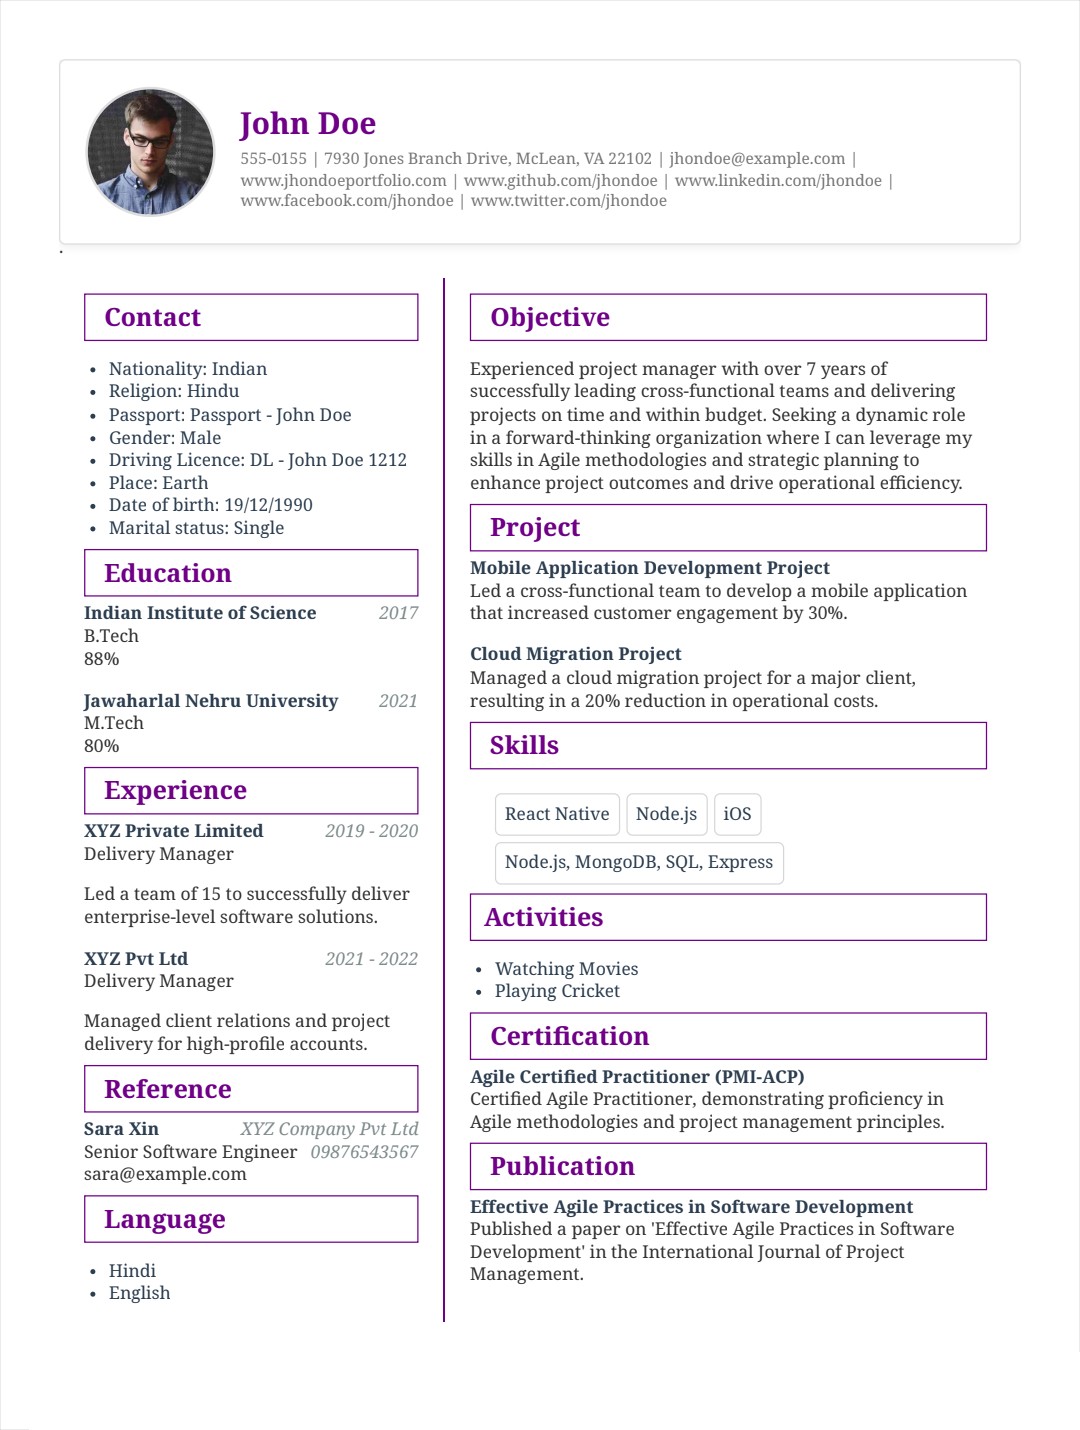 John Doe
555-0155 | 7930 Jones Branch Drive, McLean, VA 22102 | jhondoe@example.com |
www.jhondoeportfolio.com | www.github.com/jhondoe | www.linkedin.com/jhondoe |
www.facebook.com/jhondoe | www.twitter.com/jhondoe
.
Contact
• Nationality: Indian
• Religion: Hindu
• Passport: Passport - John Doe
• Gender: Male
• Driving Licence: DL - John Doe 1212
• Place: Earth
• Date of birth: 19/12/1990
• Marital status: Single
Education
Indian Institute of Science 2017
B.Tech
88%
Jawaharlal Nehru University 2021
M.Tech
80%
Experience
XYZ Private Limited 2019 - 2020
Delivery Manager
Led a team of 15 to successfully deliver
enterprise-level software solutions.
XYZ Pvt Ltd 2021 - 2022
Delivery Manager
Managed client relations and project
delivery for high-profile accounts.
Reference
Sara Xin XYZ Company Pvt Ltd
Senior Software Engineer 09876543567
sara@example.com
Language
• Hindi
• English
Objective
Experienced project manager with over 7 years of
successfully leading cross-functional teams and delivering
projects on time and within budget. Seeking a dynamic role
in a forward-thinking organization where I can leverage my
skills in Agile methodologies and strategic planning to
enhance project outcomes and drive operational efficiency.
Project
Mobile Application Development Project
Led a cross-functional team to develop a mobile application
that increased customer engagement by 30%.
Cloud Migration Project
Managed a cloud migration project for a major client,
resulting in a 20% reduction in operational costs.
Skills
React Native Node.js iOS
Node.js, MongoDB, SQL, Express
Activities
• Watching Movies
• Playing Cricket
Certification
Agile Certified Practitioner (PMI-ACP)
Certified Agile Practitioner, demonstrating proficiency in
Agile methodologies and project management principles.
Publication
Effective Agile Practices in Software Development
Published a paper on 'Effective Agile Practices in Software
Development' in the International Journal of Project
Management.